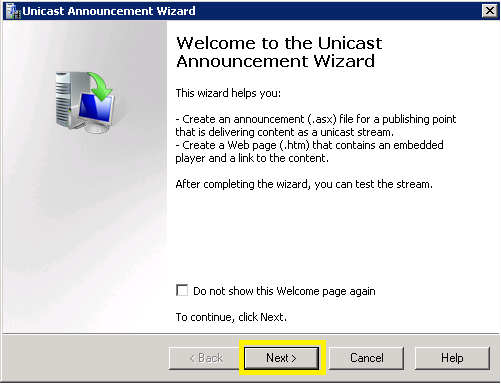 Unicast Announcement Wizard
Welcome to the Unicast
Announcement Wizard
This wizard helps you:
- Create an announcement (.asx) file for a publishing point
that is delivering content as a unicast stream.
- Create a Web page (.htm) that contains an embedded
player and a link to the content.
After completing the wizard, you can test the stream.
Do not show this Welcome page again
To continue, click Next.
< Back Next > Cancel Help